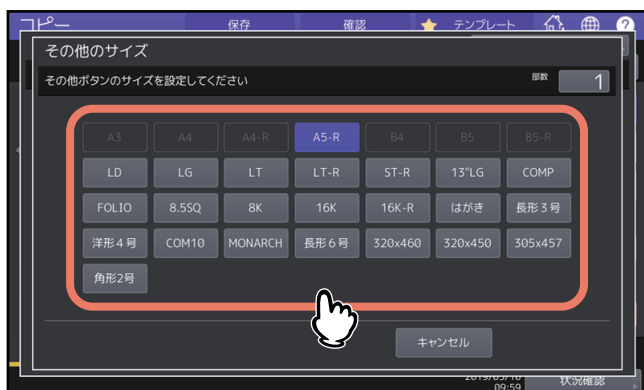 コピー 保存 確認 テンプレート ?
その他のサイズ
その他ボタンのサイズを設定してください 部数 1
A3 A4 A4-R A5-R B4 B5 B5-R
LD LG LT LT-R ST-R 13"LG COMP
FOLIO 8.5SQ 8K 16K 16K-R はがき 長形3号
洋形4号 COM10 MONARCH 長形6号 320x460 320x450 305x457
角形2号
キャンセル
09:59 状況確認